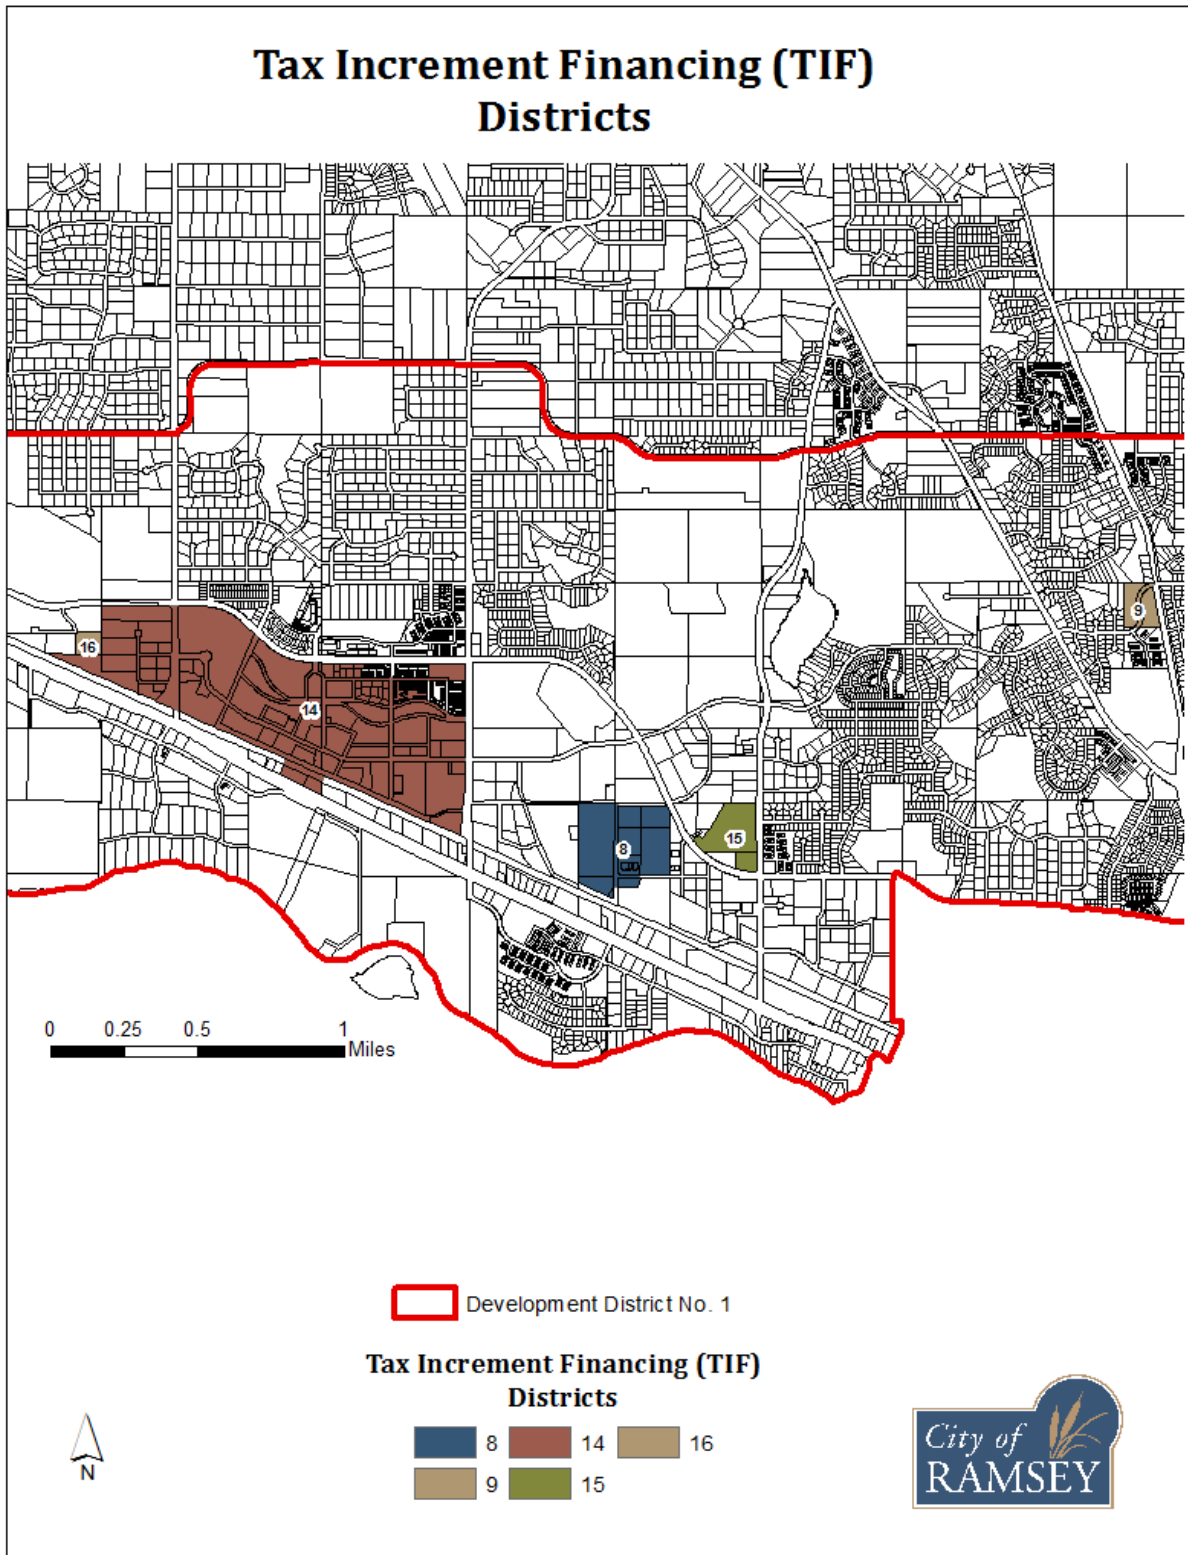 Tax Increment Financing (TIF)
Districts
9
16
14
15
8
0 0.25 0.5 1
Miles
Development District No. 1
Tax Increment Financing (TIF)
Districts
8 14 16
9 15
N
City of
RAMSEY